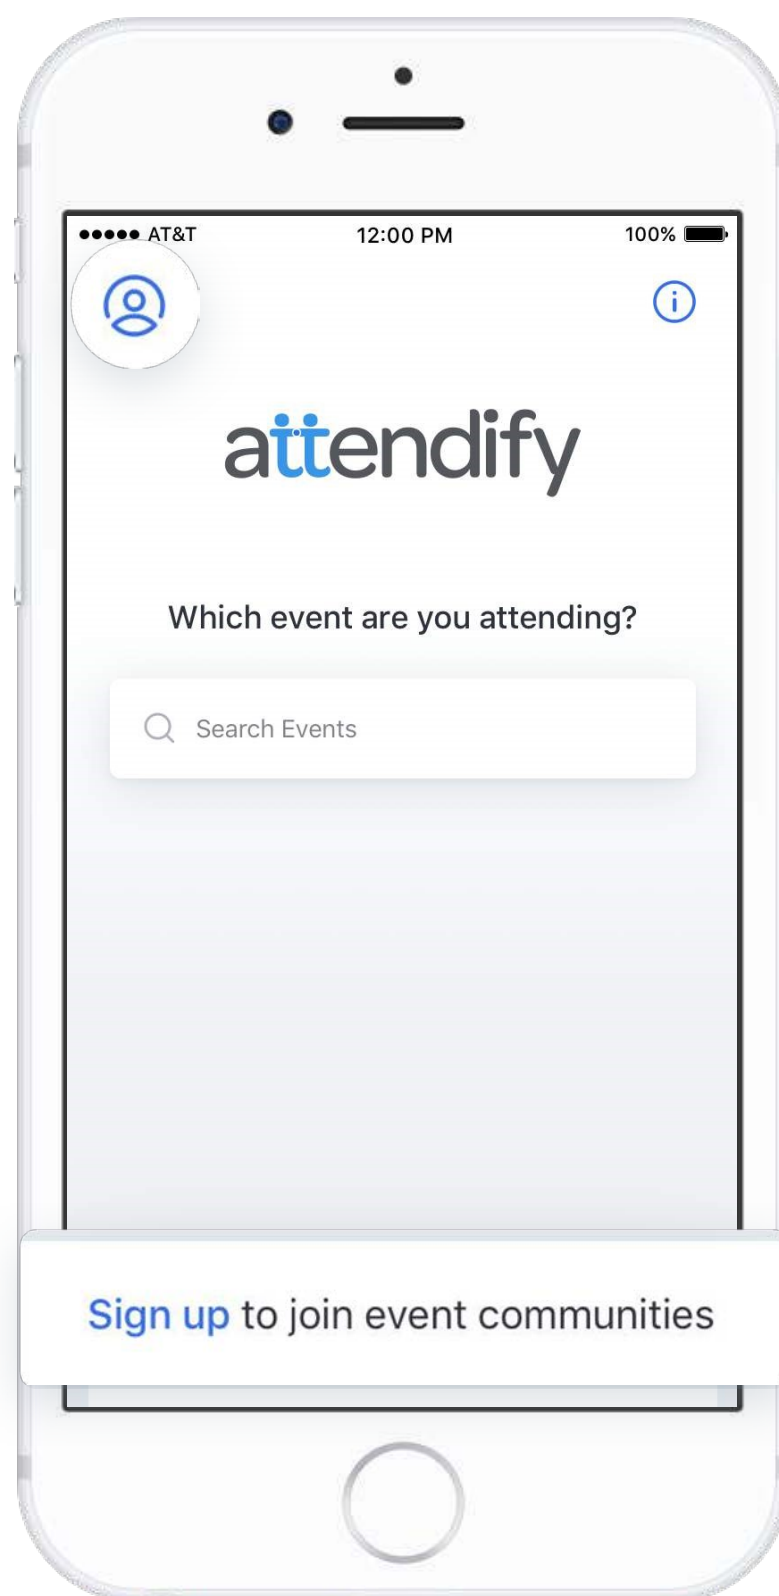 AT&T 12:00 PM 100%
attendify
Which event are you attending?
Search Events
Sign up to join event communities